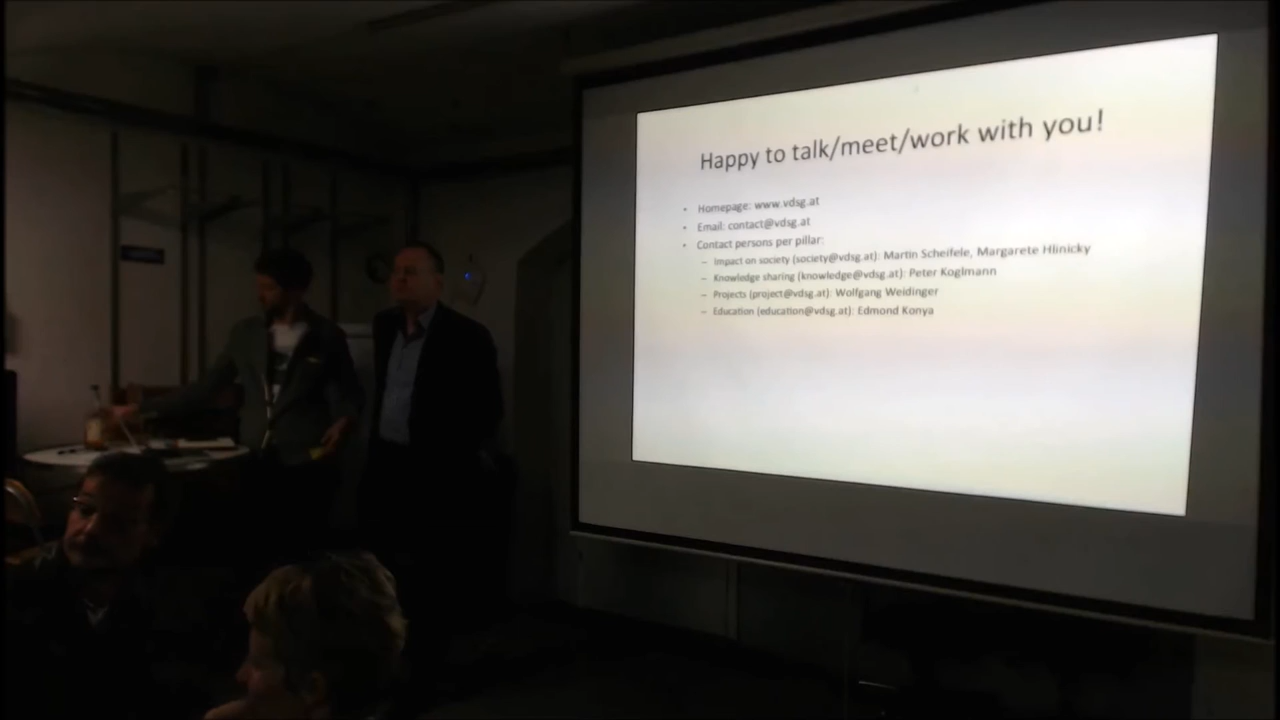 Happy to talk/meet/work with you!
• Homepage: www.vdsg.at
• Email: contact@vdsg.at
• Contact persons per pillar:
– Impact on society (society@vdsg.at): Martin Scheifele, Margarete Hlinicky
– Knowledge sharing (knowledge@vdsg.at): Peter Koglmann
– Projects (project@vdsg.at): Wolfgang Weidinger
– Education (education@vdsg.at): Edmond Konya